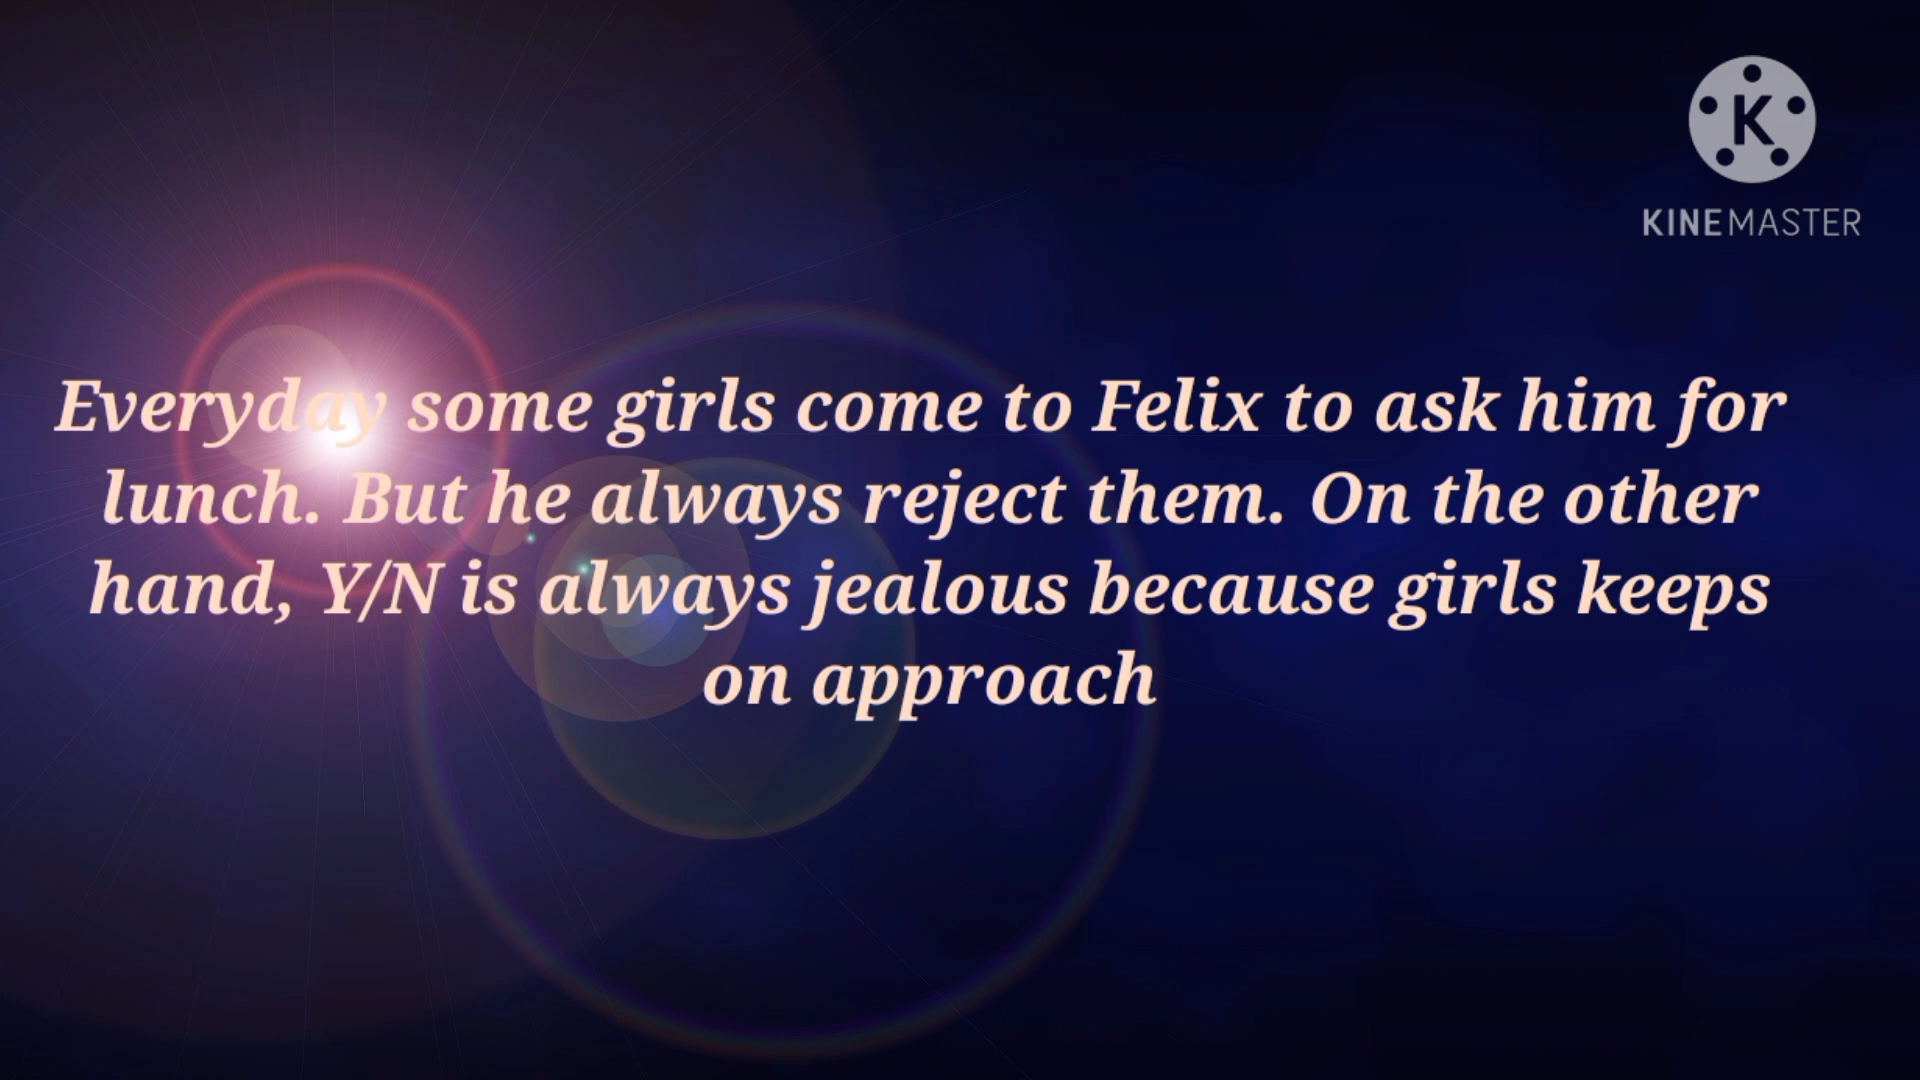 K
KINEMASTER
Everyday some girls come to Felix to ask him for
lunch. But he always reject them. On the other
hand, Y/N is always jealous because girls keeps
on approach